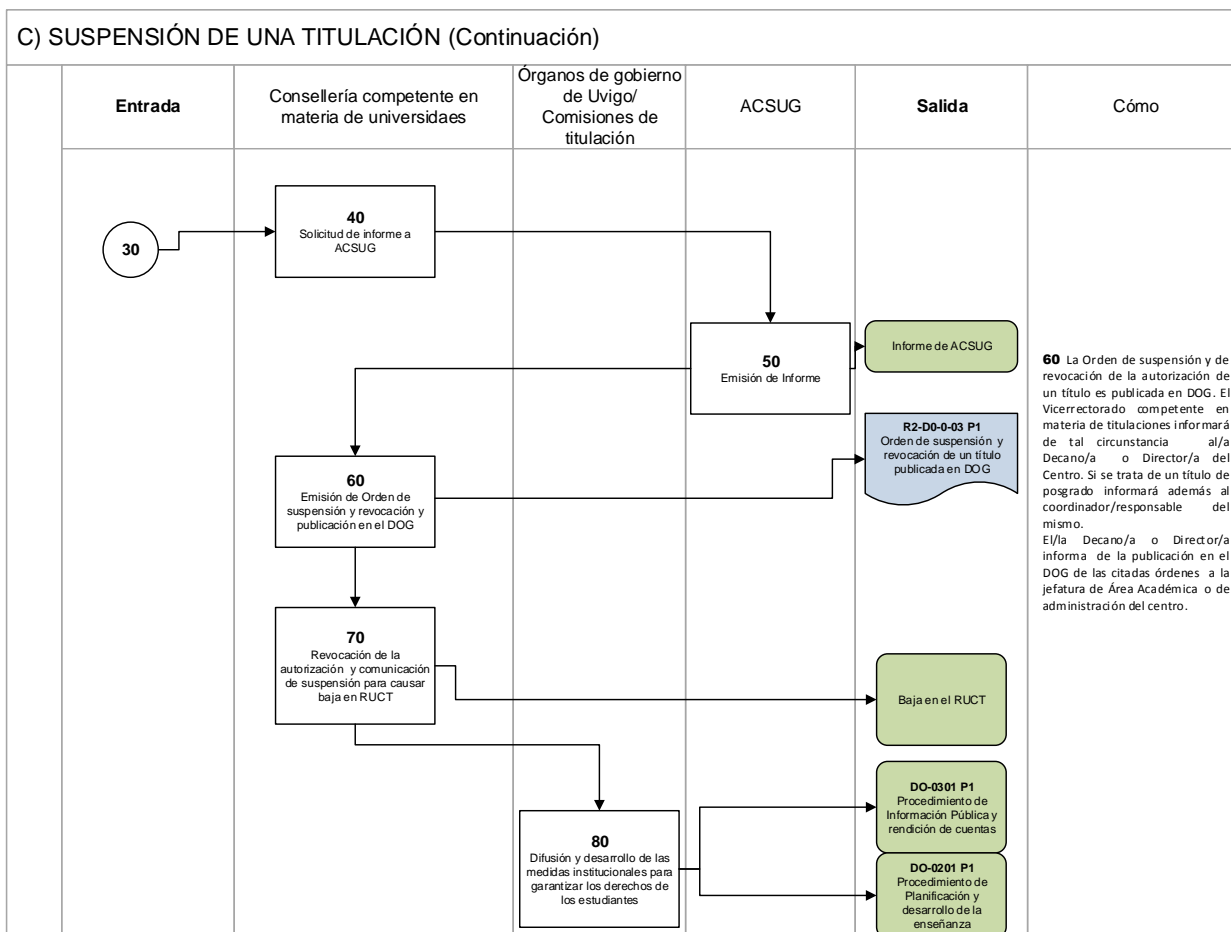 C) SUSPENSIÓN DE UNA TITULACIÓN (Continuación)
Entrada
Consellería competente en
materia de universidaes
Órganos de gobierno
de Uvigo/
Comisiones de
titulación
ACSUG
Salida
Cómo
30
40
Solicitud de informe a
ACSUG
50
Emisión de Informe
Informe de ACSUG
R2-D0-0-03 P1
Orden de suspensión y
revocación de un título
publicada en DOG
60
Emisión de Orden de
suspensión y revocación y
publicación en el DOG
60 La Orden de suspensión y de
revocación de la autorización de
un título es publicada en DOG. El
Vicerrectorado competente en
materia de titulaciones informará
de tal circunstancia al/a
Decano/a o Director/a del
Centro. Si se trata de un título de
posgrado informará además al
coordinador/responsable del
mismo.
El/la Decano/a o Director/a
informa de la publicación en el
DOG de las citadas órdenes a la
jefatura de Área Académica o de
administración del centro.
70
Revocación de la
autorización y comunicación
de suspensión para causar
baja en RUCT
Baja en el RUCT
80
Difusión y desarrollo de las
medidas institucionales para
garantizar los derechos de
los estudiantes
DO-0301 P1
Procedimiento de
Información Pública y
rendición de cuentas
DO-0201 P1
Procedimiento de
Planificación y
desarrollo de la
enseñanza